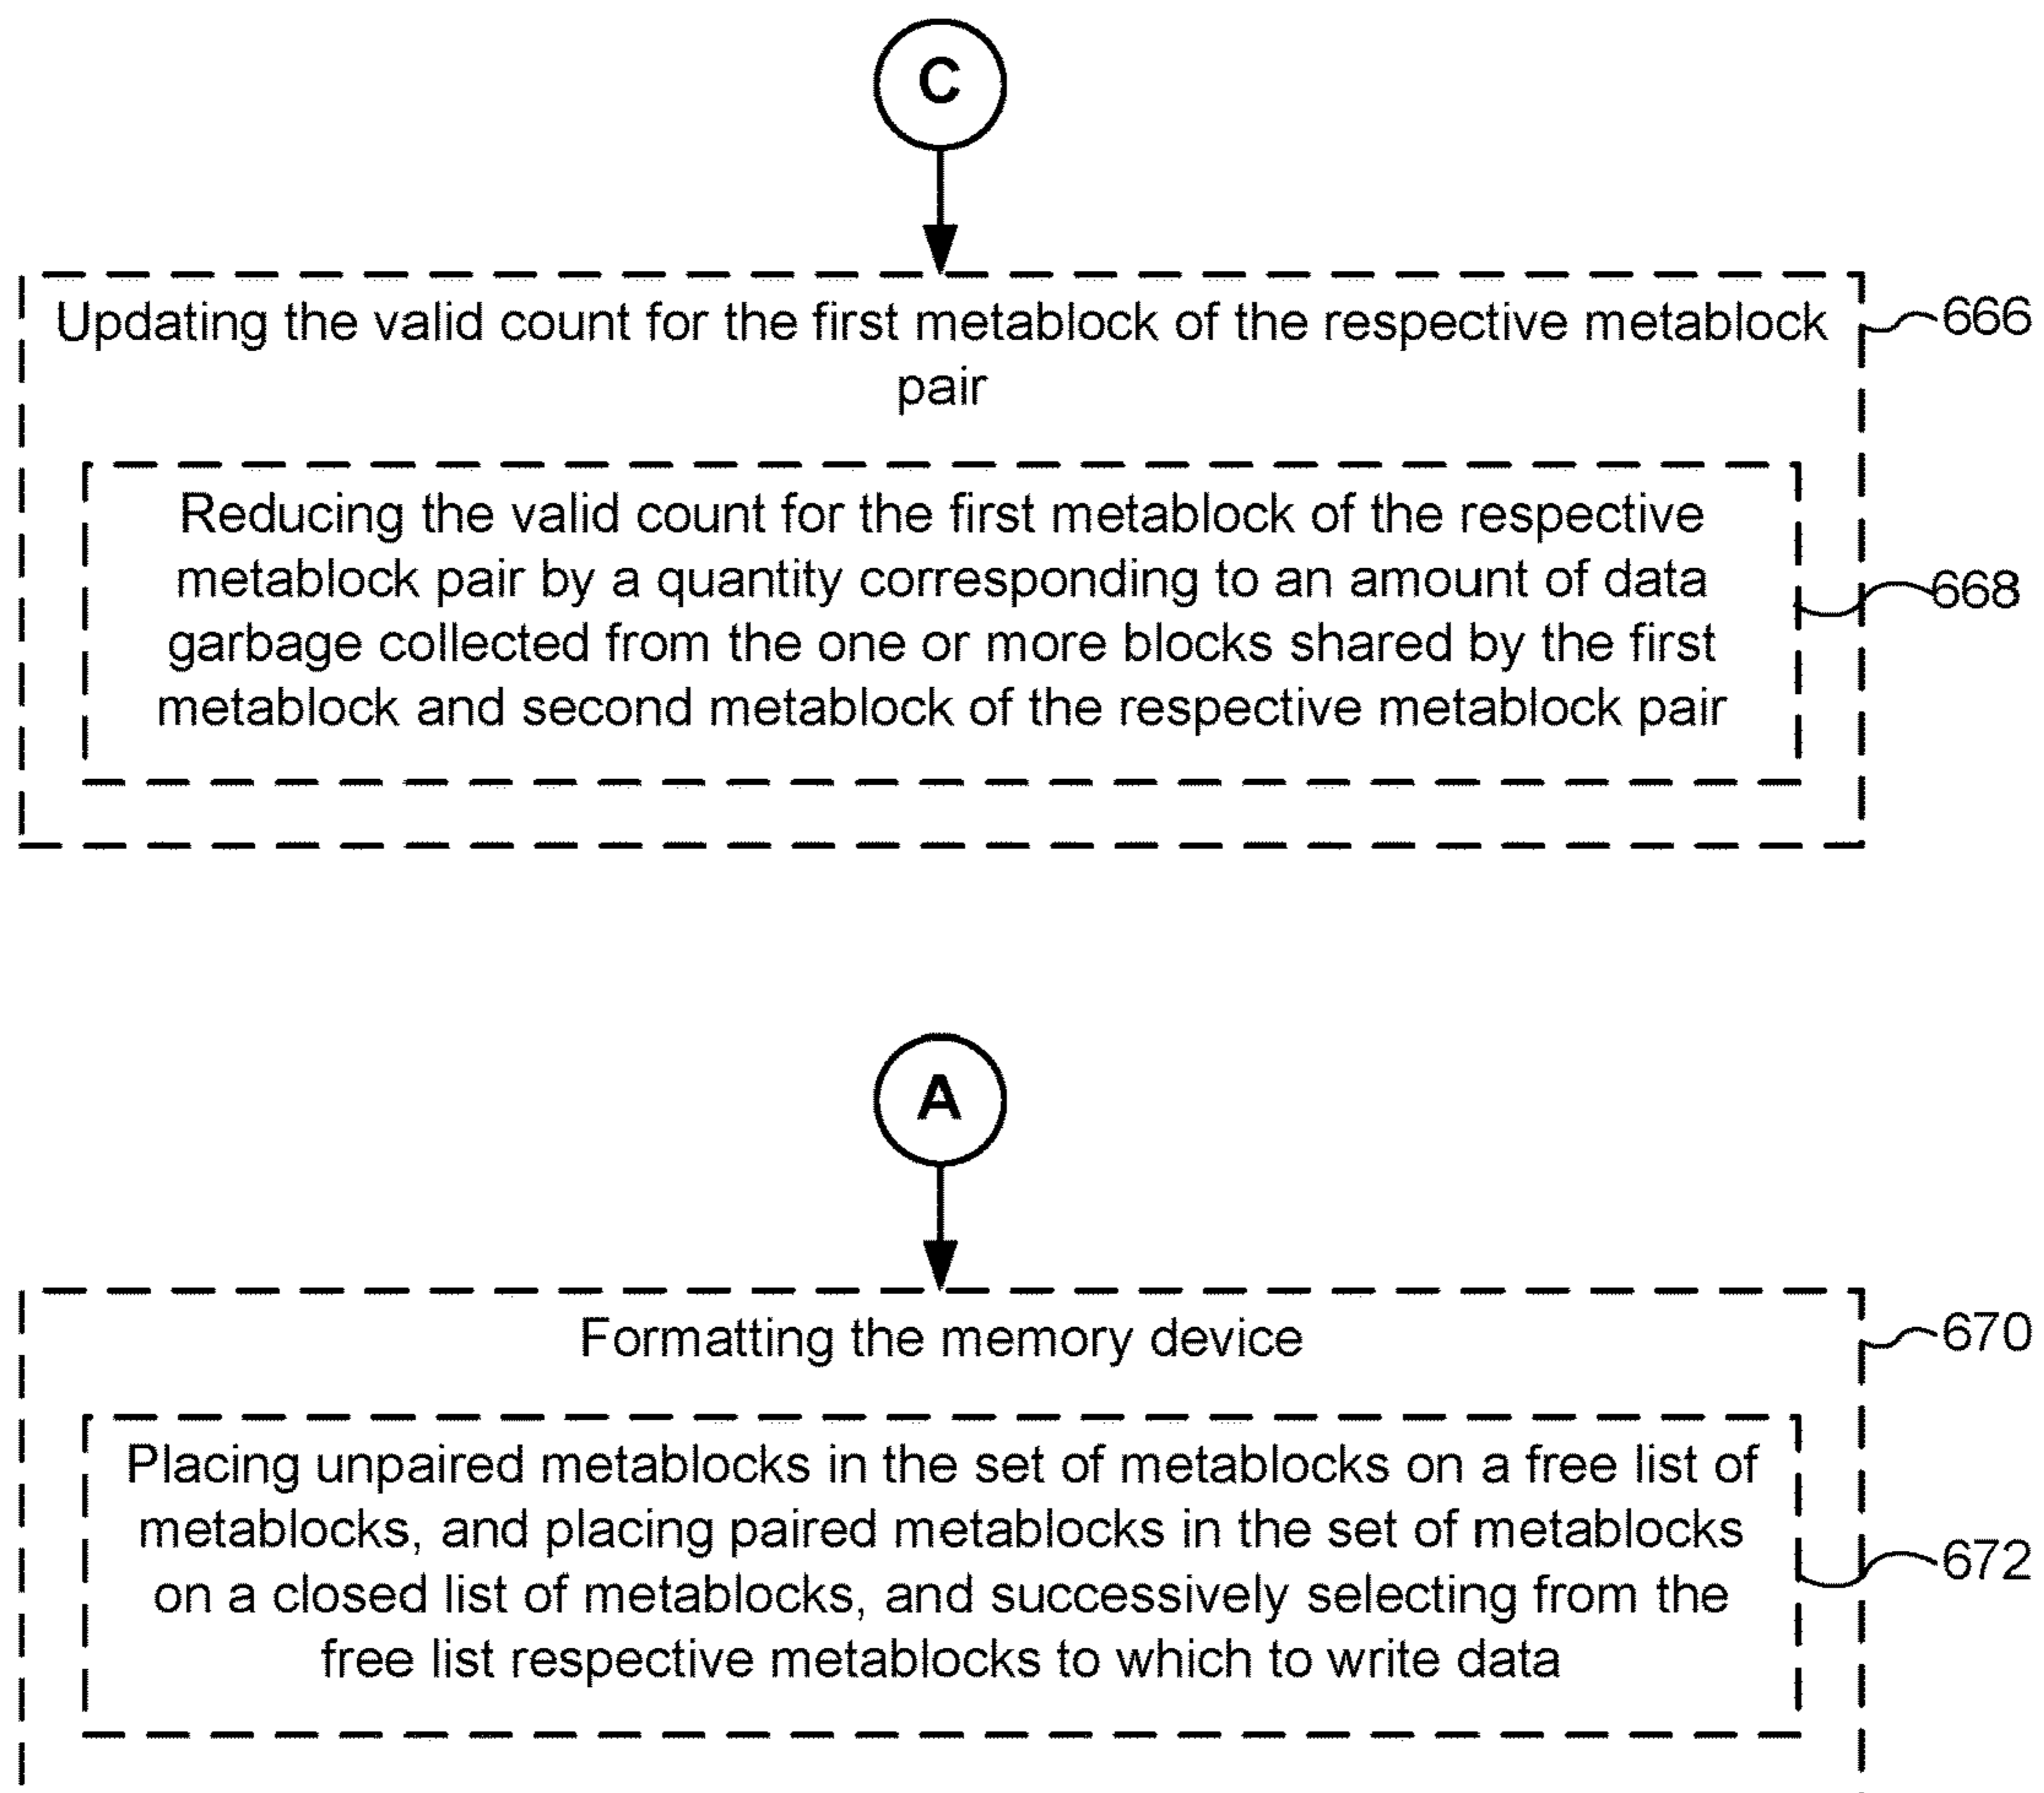 C
Updating the valid count for the first metablock of the respective metablock
pair
666
Reducing the valid count for the first metablock of the respective
metablock pair by a quantity corresponding to an amount of data
garbage collected from the one or more blocks shared by the first
metablock and second metablock of the respective metablock pair
668
A
Formatting the memory device
670
Placing unpaired metablocks in the set of metablocks on a free list of
metablocks, and placing paired metablocks in the set of metablocks
on a closed list of metablocks, and successively selecting from the
free list respective metablocks to which to write data
672